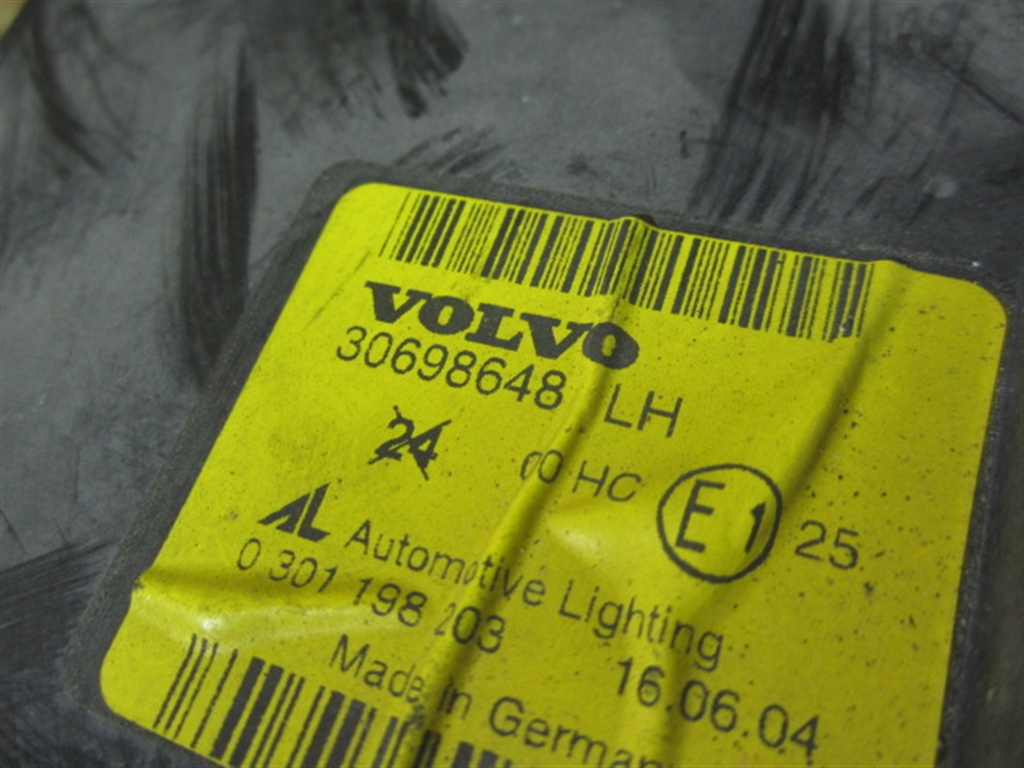 VOLVO
30698648 LH
24 00 HC E1 25
AL Automotive Lighting
0 301 198 203 16.06.04
Made in Germany